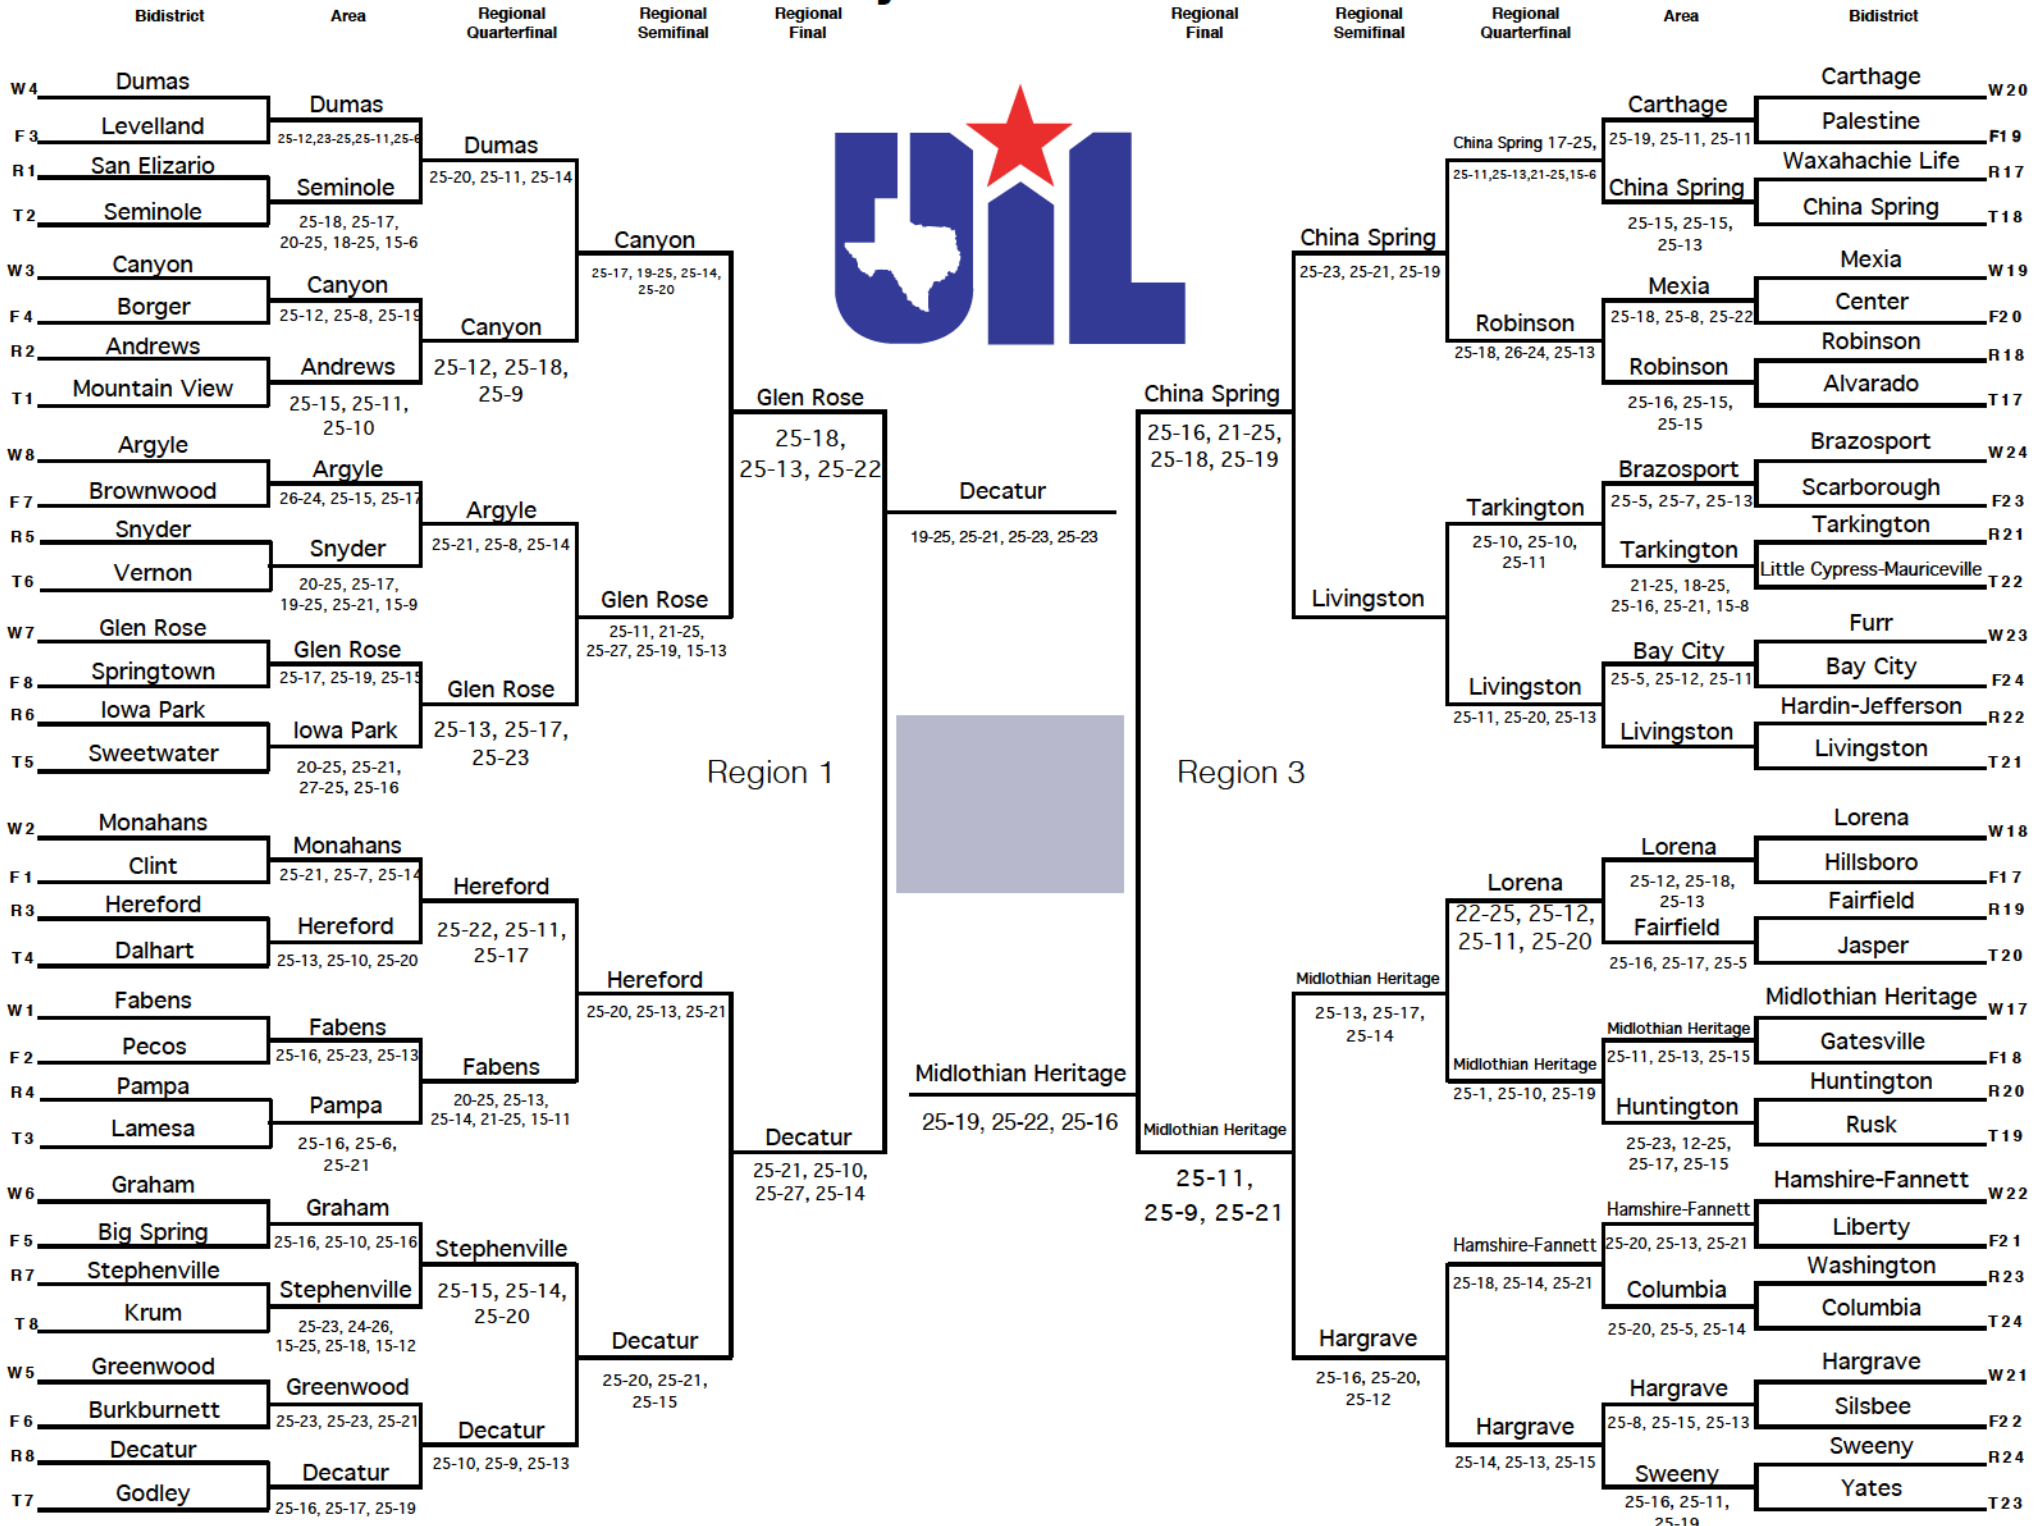 Bidistrict
Area
Regional
Quarterfinal
Regional
Semifinal
Regional
Final
Regional
Final
Regional
Semifinal
Regional
Quarterfinal
Area
Bidistrict
W4 Dumas
F3 Levelland
R1 San Elizario
T2 Seminole
W3 Canyon
F4 Borger
R2 Andrews
T1 Mountain View
W8 Argyle
F7 Brownwood
R5 Snyder
T6 Vernon
W7 Glen Rose
F8 Springtown
R6 Iowa Park
T5 Sweetwater
W2 Monahans
F1 Clint
R3 Hereford
T4 Dalhart
W1 Fabens
F2 Pecos
R4 Pampa
T3 Lamesa
W6 Graham
F5 Big Spring
R7 Stephenville
T8 Krum
W5 Greenwood
F6 Burkburnett
R8 Decatur
T7 Godley
Dumas
25-12,23-25,25-11,25-6
Seminole
25-18, 25-17,
20-25, 18-25, 15-6
Canyon
25-12, 25-8, 25-19
Andrews
25-15, 25-11,
25-10
Argyle
26-24, 25-15, 25-17
Snyder
20-25, 25-17,
19-25, 25-21, 15-9
Glen Rose
25-17, 25-19, 25-15
Iowa Park
20-25, 25-21,
27-25, 25-16
Monahans
25-21, 25-7, 25-14
Hereford
25-13, 25-10, 25-20
Fabens
25-16, 25-23, 25-13
Pampa
25-16, 25-6,
25-21
Graham
25-16, 25-10, 25-16
Stephenville
25-23, 24-26,
15-25, 25-18, 15-12
Greenwood
25-23, 25-23, 25-21
Decatur
25-16, 25-17, 25-19
Dumas
25-20, 25-11, 25-14
Canyon
25-12, 25-18,
25-9
Argyle
25-21, 25-8, 25-14
Glen Rose
25-13, 25-17,
25-23
Hereford
25-22, 25-11,
25-17
Fabens
20-25, 25-13,
25-14, 21-25, 15-11
Stephenville
25-15, 25-14,
25-20
Decatur
25-10, 25-9, 25-13
Canyon
25-17, 19-25, 25-14,
25-20
Glen Rose
25-11, 21-25,
25-27, 25-19, 15-13
Hereford
25-20, 25-13, 25-21
Decatur
25-20, 25-21,
25-15
Glen Rose
25-18,
25-13, 25-22
Decatur
25-21, 25-10,
25-27, 25-14
Region 1
UIL
Decatur
19-25, 25-21, 25-23, 25-23
Midlothian Heritage
25-19, 25-22, 25-16
Region 3
China Spring
25-16, 21-25,
25-18, 25-19
Midlothian Heritage
25-11,
25-9, 25-21
China Spring
25-23, 25-21, 25-19
Livingston
Midlothian Heritage
25-13, 25-17,
25-14
Hargrave
25-16, 25-20,
25-12
China Spring 17-25,
25-11,25-13,21-25,15-6
Robinson
25-18, 26-24, 25-13
Tarkington
25-10, 25-10,
25-11
Livingston
25-11, 25-20, 25-13
Lorena
22-25, 25-12,
25-11, 25-20
Midlothian Heritage
25-1, 25-10, 25-19
Hamshire-Fannett
25-18, 25-14, 25-21
Hargrave
25-14, 25-13, 25-15
Carthage
25-19, 25-11, 25-11
China Spring
25-15, 25-15,
25-13
Mexia
25-18, 25-8, 25-22
Robinson
25-16, 25-15,
25-15
Brazosport
25-5, 25-7, 25-13
Tarkington
21-25, 18-25,
25-16, 25-21, 15-8
Bay City
25-5, 25-12, 25-11
Livingston
Lorena
25-12, 25-18,
25-13
Fairfield
25-16, 25-17, 25-5
Midlothian Heritage
25-11, 25-13, 25-15
Huntington
25-23, 12-25,
25-17, 25-15
Hamshire-Fannett
25-20, 25-13, 25-21
Columbia
25-20, 25-5, 25-14
Hargrave
25-8, 25-15, 25-13
Sweeny
25-16, 25-11,
25-19
Carthage W20
Palestine F19
Waxahachie Life R17
China Spring T18
Mexia W19
Center F20
Robinson R18
Alvarado T17
Brazosport W24
Scarborough F23
Tarkington R21
Little Cypress-Mauriceville T22
Furr W23
Bay City F24
Hardin-Jefferson R22
Livingston T21
Lorena W18
Hillsboro F17
Fairfield R19
Jasper T20
Midlothian Heritage W17
Gatesville F18
Huntington R20
Rusk T19
Hamshire-Fannett W22
Liberty F21
Washington R23
Columbia T24
Hargrave W21
Silsbee F22
Sweeny R24
Yates T23